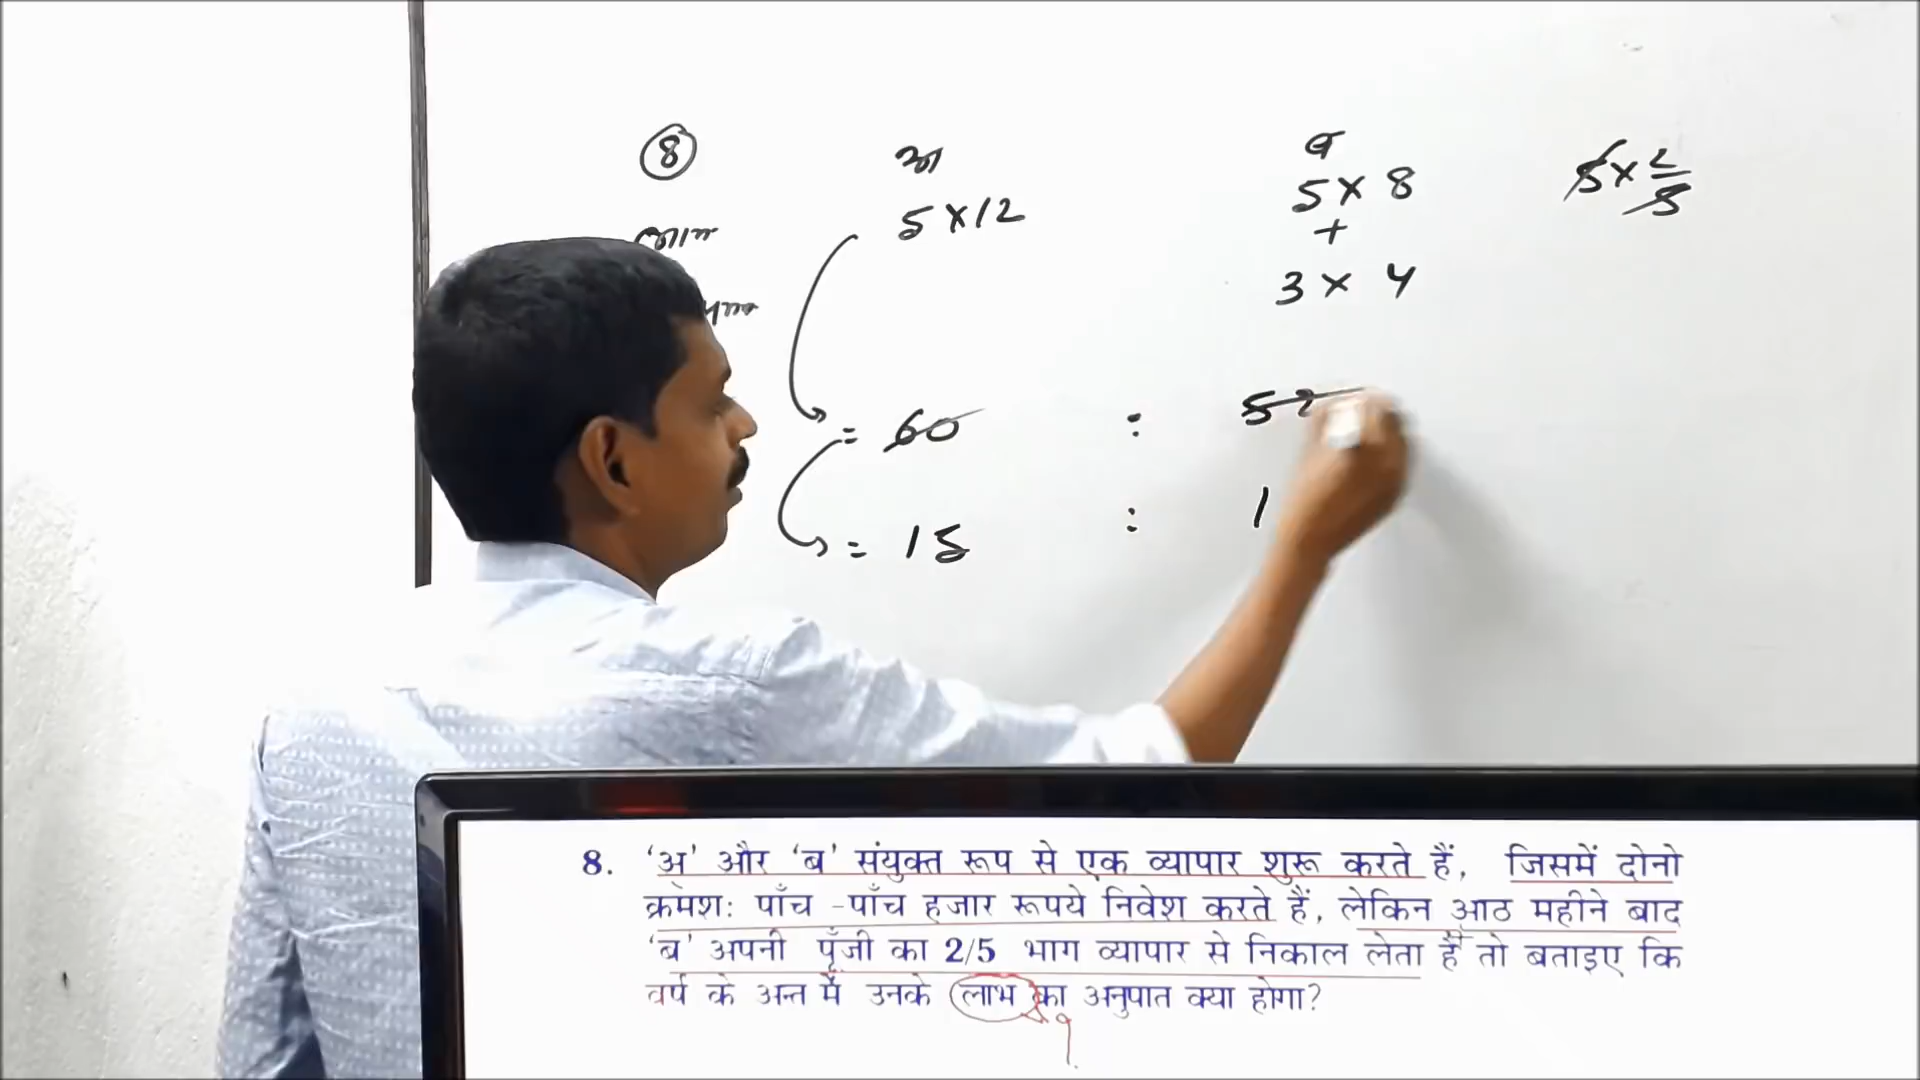 8 अ ब
5 × 8 5 × 2/5
5 × 12 +
3 × 4
= 60 : 52
= 15 : 1
8. ‘अ’ और ‘ब’ संयुक्त रूप से एक व्यापार शुरू करते हैं, जिसमें दोनो
क्रमशः पाँच -पाँच हजार रूपये निवेश करते हैं, लेकिन आठ महीने बाद
‘ब’ अपनी पूँजी का 2/5 भाग व्यापार से निकाल लेता है तो बताइए कि
वर्ष के अन्त में उनके लाभ का अनुपात क्या होगा?